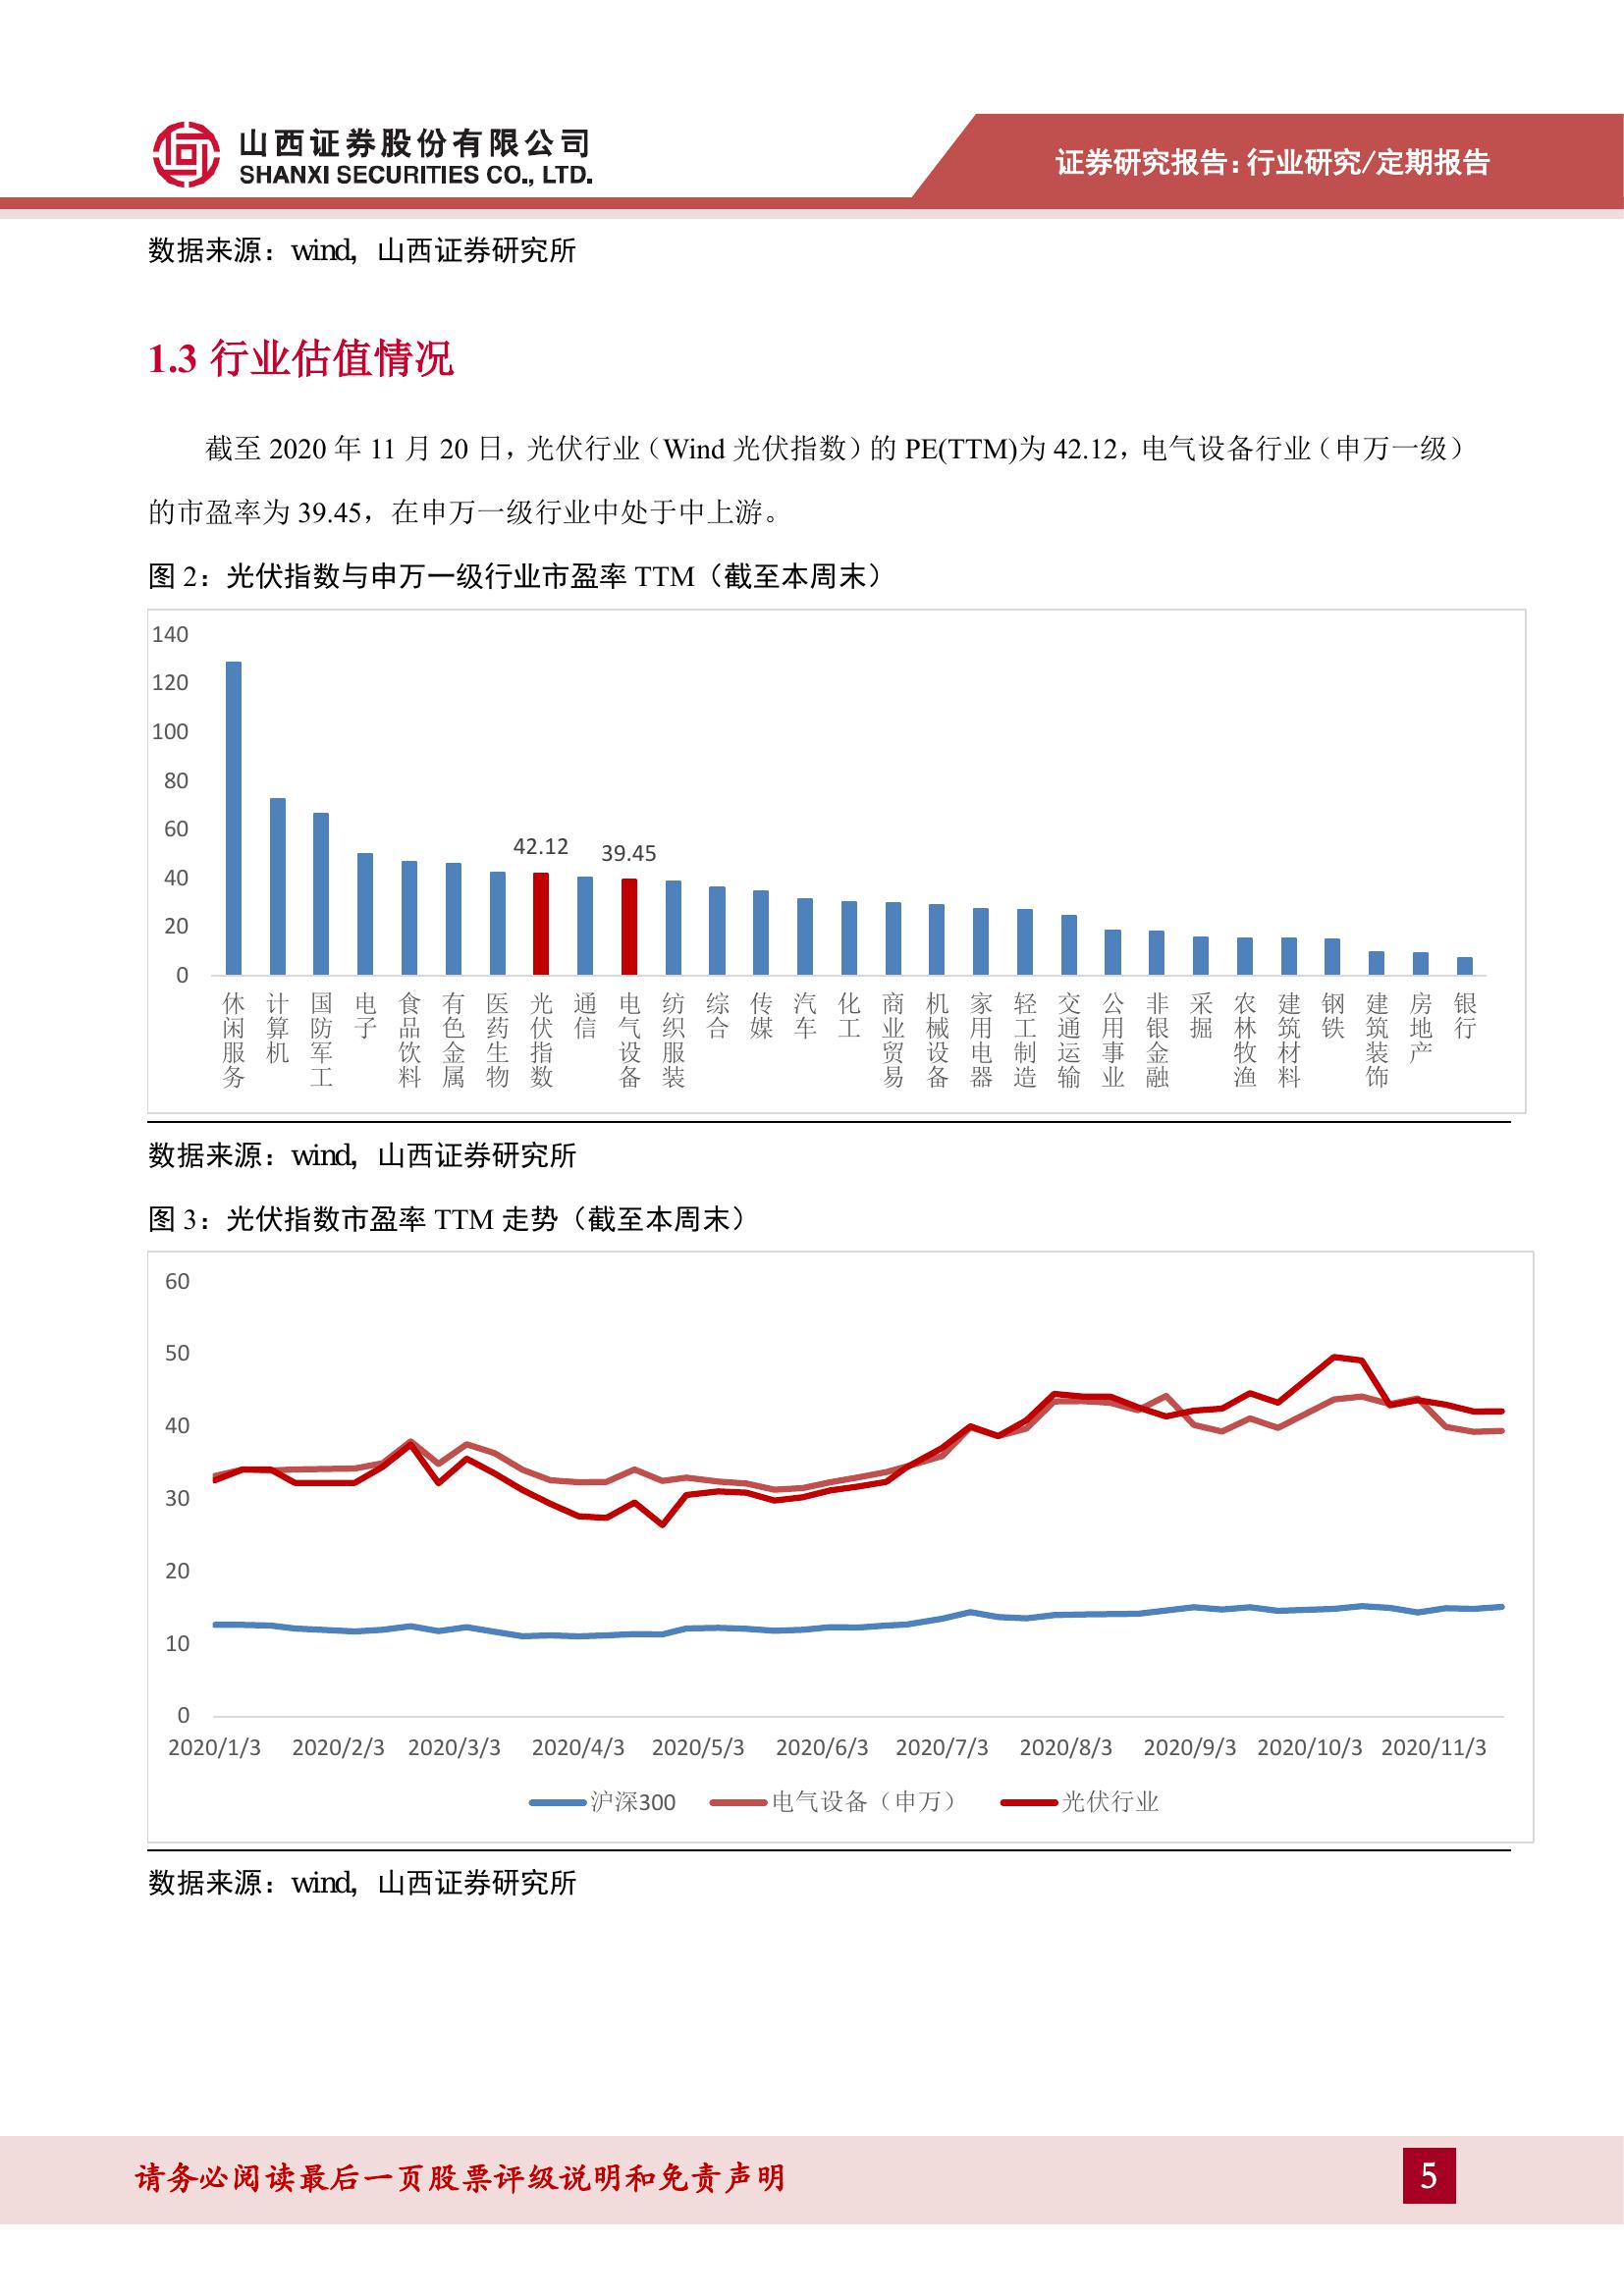 山西证券股份有限公司
SHANXI SECURITIES CO., LTD.
证券研究报告：行业研究/定期报告
数据来源：wind，山西证券研究所
1.3 行业估值情况
截至 2020 年 11 月 20 日，光伏行业（Wind 光伏指数）的 PE(TTM)为 42.12，电气设备行业（申万一级）
的市盈率为 39.45，在申万一级行业中处于中上游。
图 2：光伏指数与申万一级行业市盈率 TTM（截至本周末）
140
120
100
80
60
40
20
0
42.12
39.45
休闲服务
计算机
国防军工
电子
食品饮料
有色金属
医药生物
光伏指数
通信
电气设备
纺织服装
综合
传媒
汽车
化工
商业贸易
机械设备
家用电器
轻工制造
交通运输
公用事业
非银金融
采掘
农林牧渔
建筑材料
钢铁
建筑装饰
房地产
银行
数据来源：wind，山西证券研究所
图 3：光伏指数市盈率 TTM 走势（截至本周末）
60
50
40
30
20
10
0
2020/1/3 2020/2/3 2020/3/3 2020/4/3 2020/5/3 2020/6/3 2020/7/3 2020/8/3 2020/9/3 2020/10/3 2020/11/3
沪深300 电气设备（申万） 光伏行业
数据来源：wind，山西证券研究所
请务必阅读最后一页股票评级说明和免责声明
5